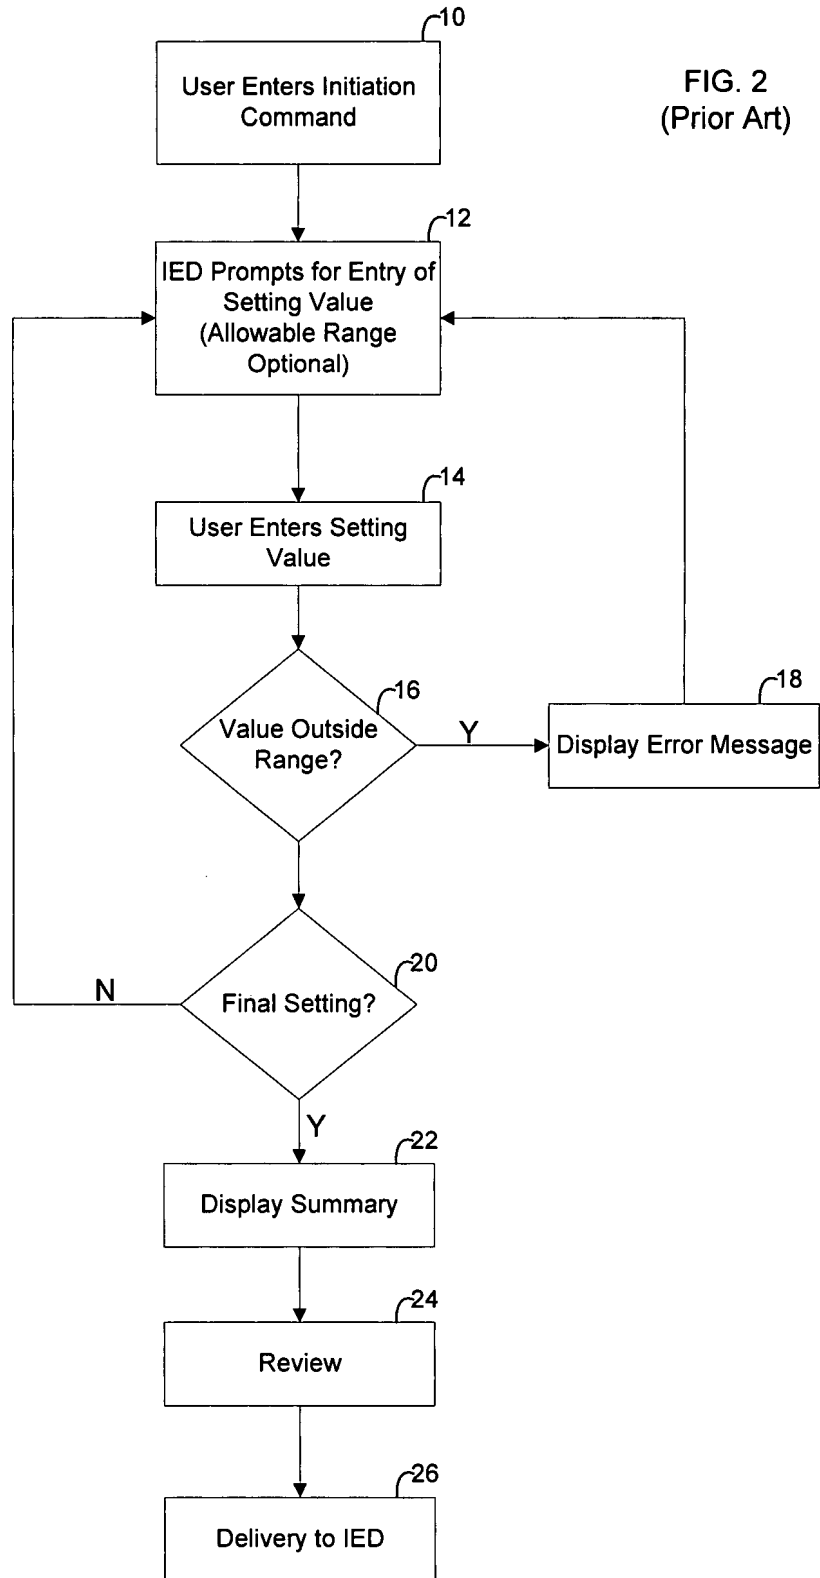 10
User Enters Initiation
Command
FIG. 2
(Prior Art)
12
IED Prompts for Entry of
Setting Value
(Allowable Range
Optional)
14
User Enters Setting
Value
16
Value Outside
Range?
Y
18
Display Error Message
20
Final Setting?
N
Y
22
Display Summary
24
Review
26
Delivery to IED